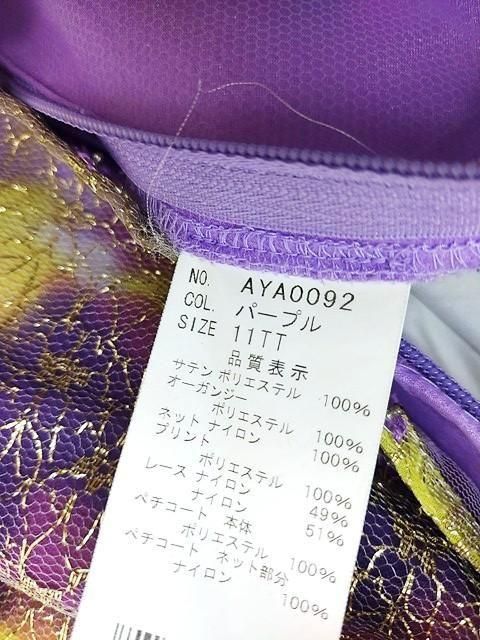 NO. AYA0092
COL. パープル
SIZE 11TT
品質表示
サテン ポリエステル 100%
オーガンジー
ポリエステル 100%
ネット ナイロン 100%
プリント
ポリエステル 100%
レース ナイロン 49%
ナイロン 51%
ペチコート 本体
ポリエステル 100%
ペチコート ネット部分
ナイロン 100%